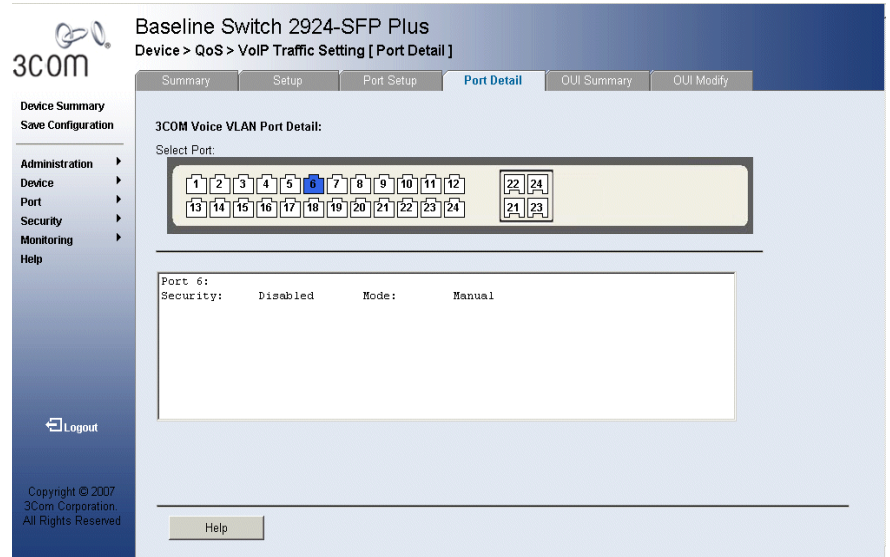 3COM
Baseline Switch 2924-SFP Plus
Device > QoS > VoIP Traffic Setting [ Port Detail ]
Summary Setup Port Setup Port Detail OUI Summary OUI Modify
Device Summary
Save Configuration
Administration
Device
Port
Security
Monitoring
Help
Logout
Copyright © 2007
3Com Corporation.
All Rights Reserved
3COM Voice VLAN Port Detail:
Select Port:
1 2 3 4 5 6 7 8 9 10 11 12 22 24
13 14 15 16 17 18 19 20 21 22 23 24 21 23
Port 6:
Security: Disabled Mode: Manual
Help